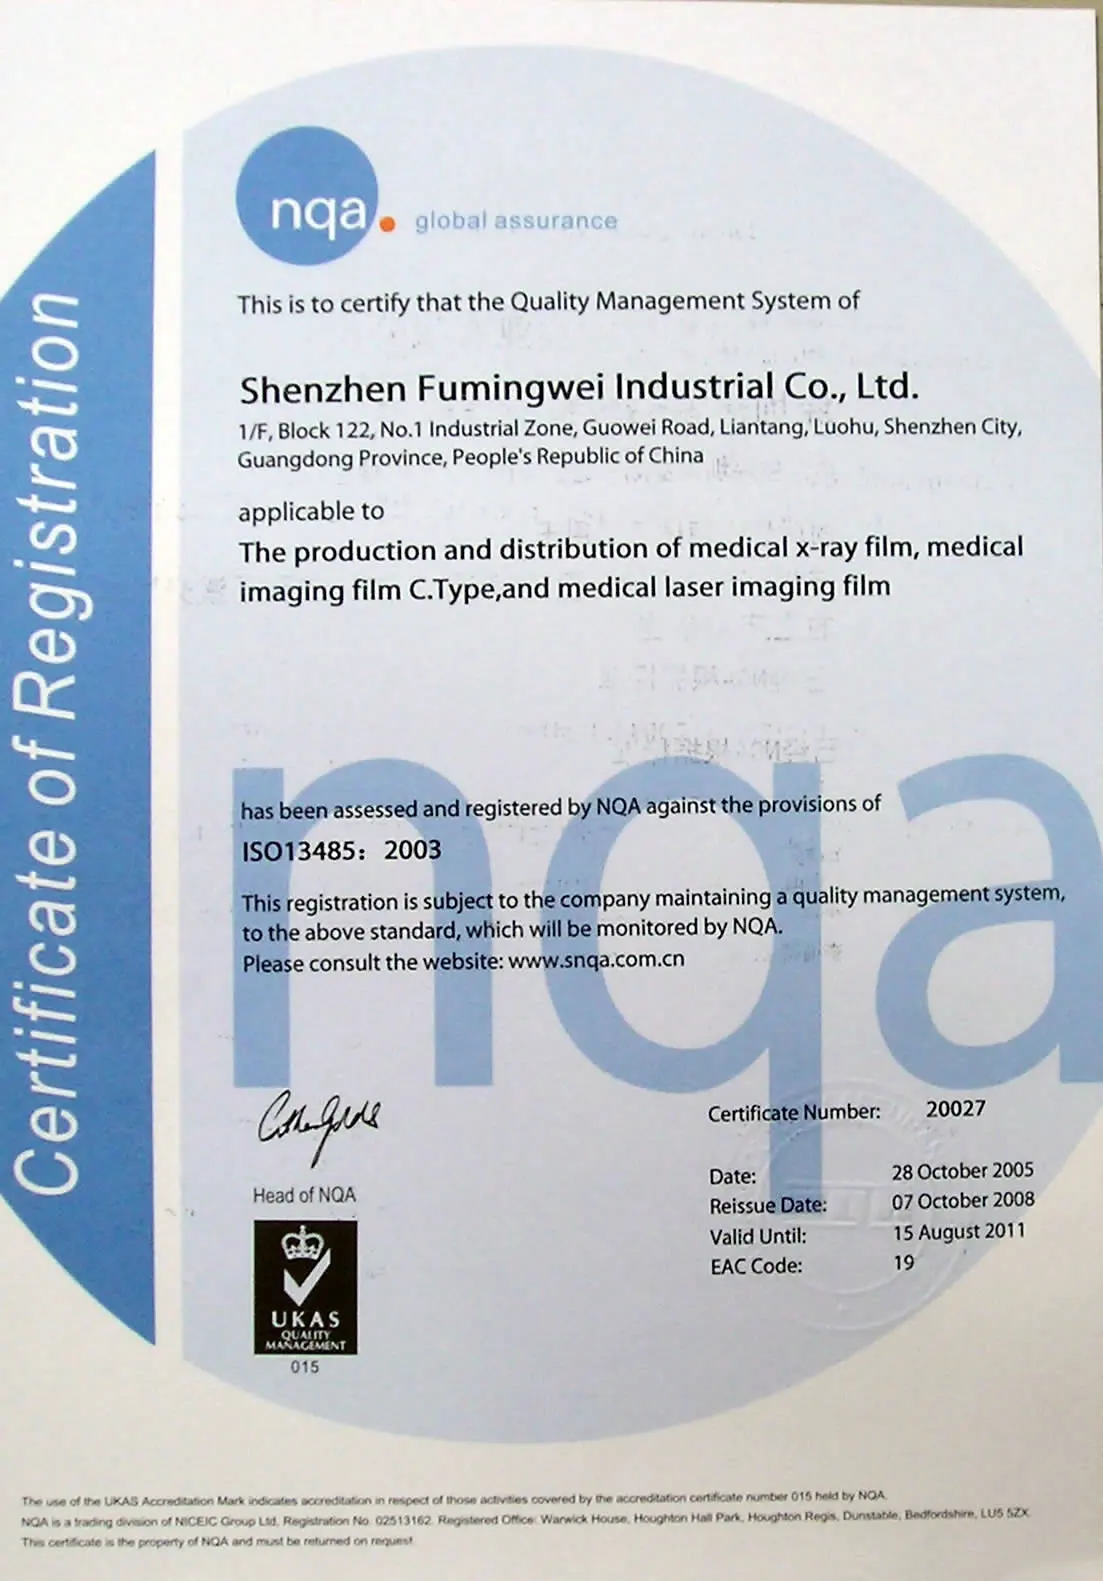 Certificate of Registration
nqa. global assurance
This is to certify that the Quality Management System of
Shenzhen Fumingwei Industrial Co., Ltd.
1/F, Block 122, No.1 Industrial Zone, Guowei Road, Liantang, Luohu, Shenzhen City,
Guangdong Province, People's Republic of China
applicable to
The production and distribution of medical x-ray film, medical
imaging film C.Type,and medical laser imaging film
nqa
has been assessed and registered by NQA against the provisions of
ISO13485: 2003
This registration is subject to the company maintaining a quality management system,
to the above standard, which will be monitored by NQA.
Please consult the website: www.snqa.com.cn
Certificate Number: 20027
Date: 28 October 2005
Reissue Date: 07 October 2008
Valid Until: 15 August 2011
EAC Code: 19
Head of NQA
UKAS
QUALITY
MANAGEMENT
015
The use of the UKAS Accreditation Mark indicates accreditation in respect of those activities covered by the accreditation certificate number 015 held by NQA.
NQA is a trading division of NICEIC Group Ltd, Registration No. 02513162. Registered Office: Warwick House, Houghton Hall Park, Houghton Regis, Dunstable, Bedfordshire, LU5 5ZX
This certificate is the property of NQA and must be returned on request